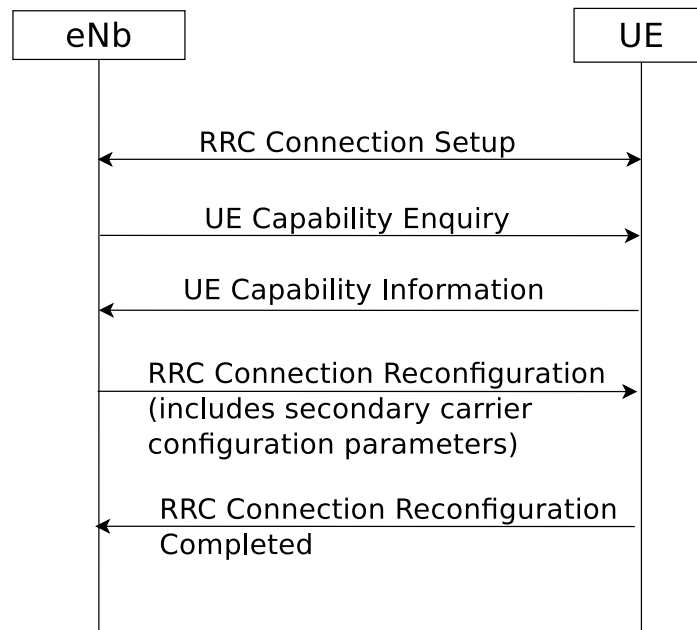 eNb
UE
RRC Connection Setup
UE Capability Enquiry
UE Capability Information
RRC Connection Reconfiguration
(includes secondary carrier
configuration parameters)
RRC Connection Reconfiguration
Completed